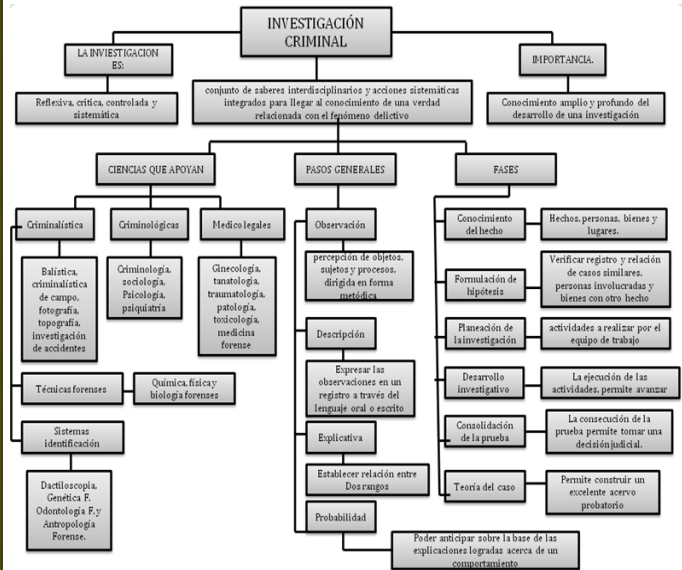 INVESTIGACIÓN
CRIMINAL
LA INVIESTIGACION
ES:
IMPORTANCIA.
Reflexiva, critica, controlada y
sistemática
conjunto de saberes interdisciplinarios y acciones sistemáticas
integrados para llegar al conocimiento de una verdad
relacionada con el fenómeno delictivo
Conocimiento amplio y profundo del
desarrollo de una investigación
CIENCIAS QUE APOYAN
PASOS GENERALES
FASES
Criminalística
Criminológicas
Medico legales
Balística,
criminalística
de campo,
fotografía,
topografía,
investigación
de accidentes
Criminología,
sociología,
Psicología,
psiquiatría
Ginecología,
tanatología,
traumatología,
patología,
toxicología,
medicina
forense
Técnicas forenses
Química, física y
biología forenses
Sistemas
identificación
Dactiloscopia,
Genética F.
Odontología F. y
Antropología
Forense.
Observación
percepción de objetos,
sujetos y procesos,
dirigida en forma
metódica
Descripción
Expresar las
observaciones en un
registro a través del
lenguaje oral o escrito
Explicativa
Establecer relación entre
Dos rangos
Probabilidad
Poder anticipar sobre la base de las
explicaciones logradas acerca de un
comportamiento
Conocimiento
del hecho
Hechos, personas, bienes y
lugares.
Formulación de
hipótesis
Verificar registro y relación
de casos similares,
personas involucradas y
bienes con otro hecho
Planeación de
la investigación
actividades a realizar por el
equipo de trabajo
Desarrollo
investigativo
La ejecución de las
actividades, permite avanzar
Consolidación
de la prueba
La consecución de la
prueba permite tomar una
decisión judicial.
Teoría del caso
Permite construir un
excelente acervo
probatorio